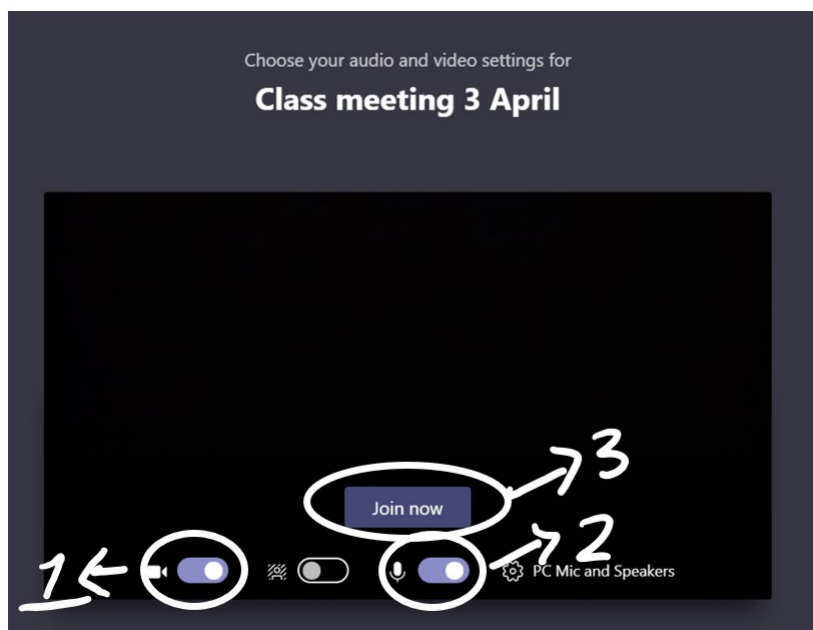 Choose your audio and video settings for
Class meeting 3 April
3
Join now
2
1
PC Mic and Speakers